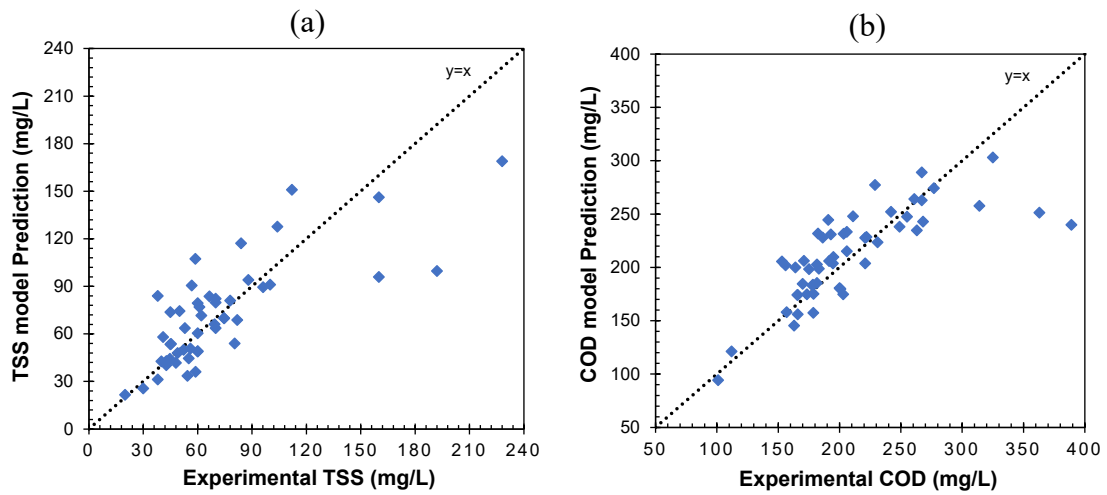 (a)
240
210
180
150
120
90
60
30
0
TSS model Prediction (mg/L)
y=x
0 30 60 90 120 150 180 210 240
Experimental TSS (mg/L)
(b)
400
350
300
250
200
150
100
50
COD model Prediction (mg/L)
y=x
50 100 150 200 250 300 350 400
Experimental COD (mg/L)